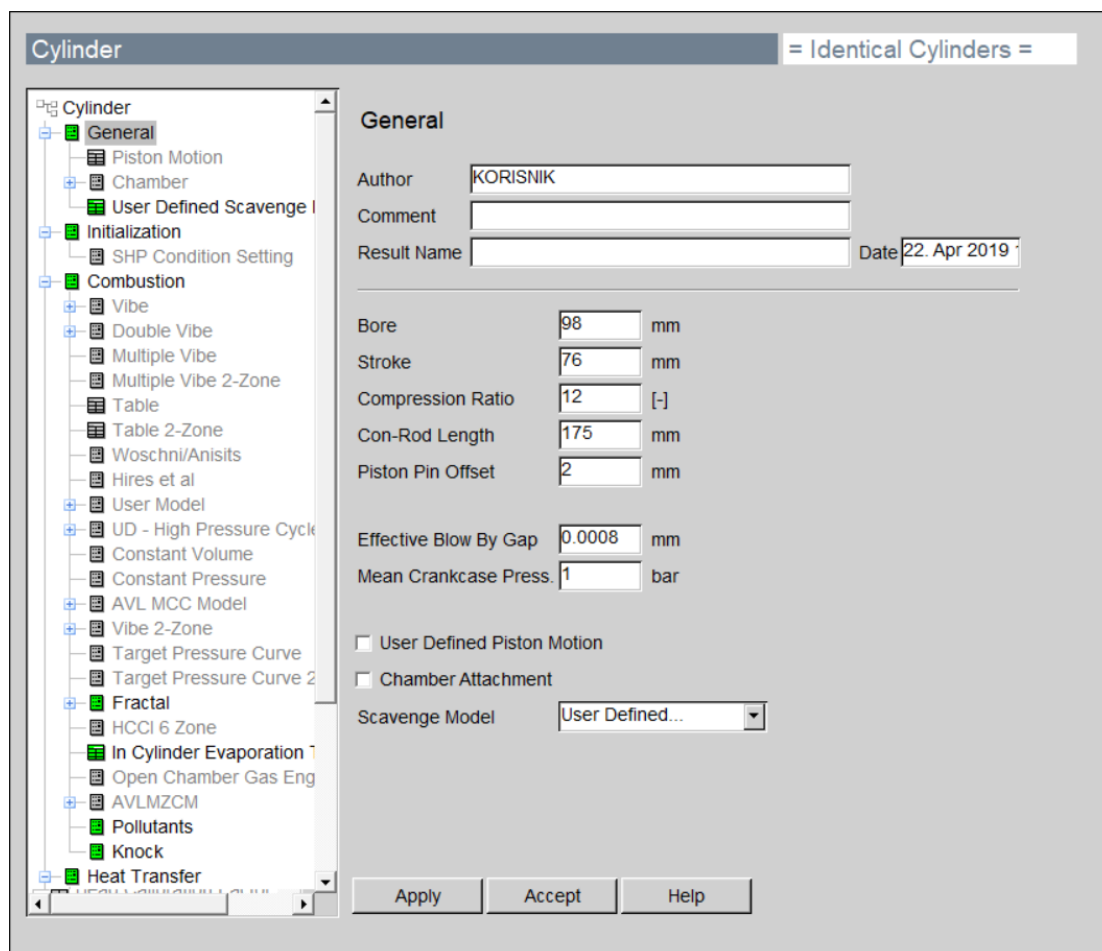 Cylinder
= Identical Cylinders =
Cylinder
General
Piston Motion
Chamber
User Defined Scavenge
Initialization
SHP Condition Setting
Combustion
Vibe
Double Vibe
Multiple Vibe
Multiple Vibe 2-Zone
Table
Table 2-Zone
Woschni/Anisits
Hires et al
User Model
UD - High Pressure Cycle
Constant Volume
Constant Pressure
AVL MCC Model
Vibe 2-Zone
Target Pressure Curve
Target Pressure Curve 2
Fractal
HCCI 6 Zone
In Cylinder Evaporation
Open Chamber Gas Eng
AVLMZCM
Pollutants
Knock
Heat Transfer
General
Author KORISNIK
Comment
Result Name Date 22. Apr 2019
Bore 98 mm
Stroke 76 mm
Compression Ratio 12 [-]
Con-Rod Length 175 mm
Piston Pin Offset 2 mm
Effective Blow By Gap 0.0008 mm
Mean Crankcase Press. 1 bar
User Defined Piston Motion
Chamber Attachment
Scavenge Model User Defined...
Apply Accept Help